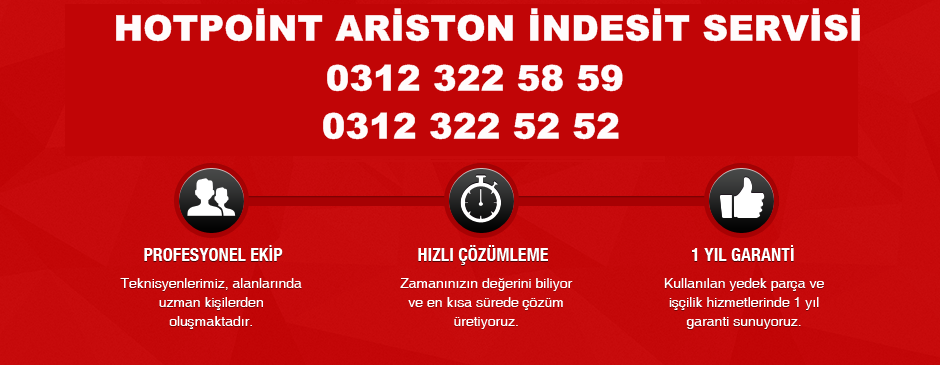 HOTPOİNT ARİSTON İNDESİT SERVİSİ
0312 322 58 59
0312 322 52 52
PROFESYONEL EKİP
Teknisyenlerimiz, alanlarında
uzman kişilerden
oluşmaktadır.
HIZLI ÇÖZÜMLEME
Zamanınızın değerini biliyor
ve en kısa sürede çözüm
üretiyoruz.
1 YIL GARANTİ
Kullanılan yedek parça ve
işçilik hizmetlerinde 1 yıl
garanti sunuyoruz.